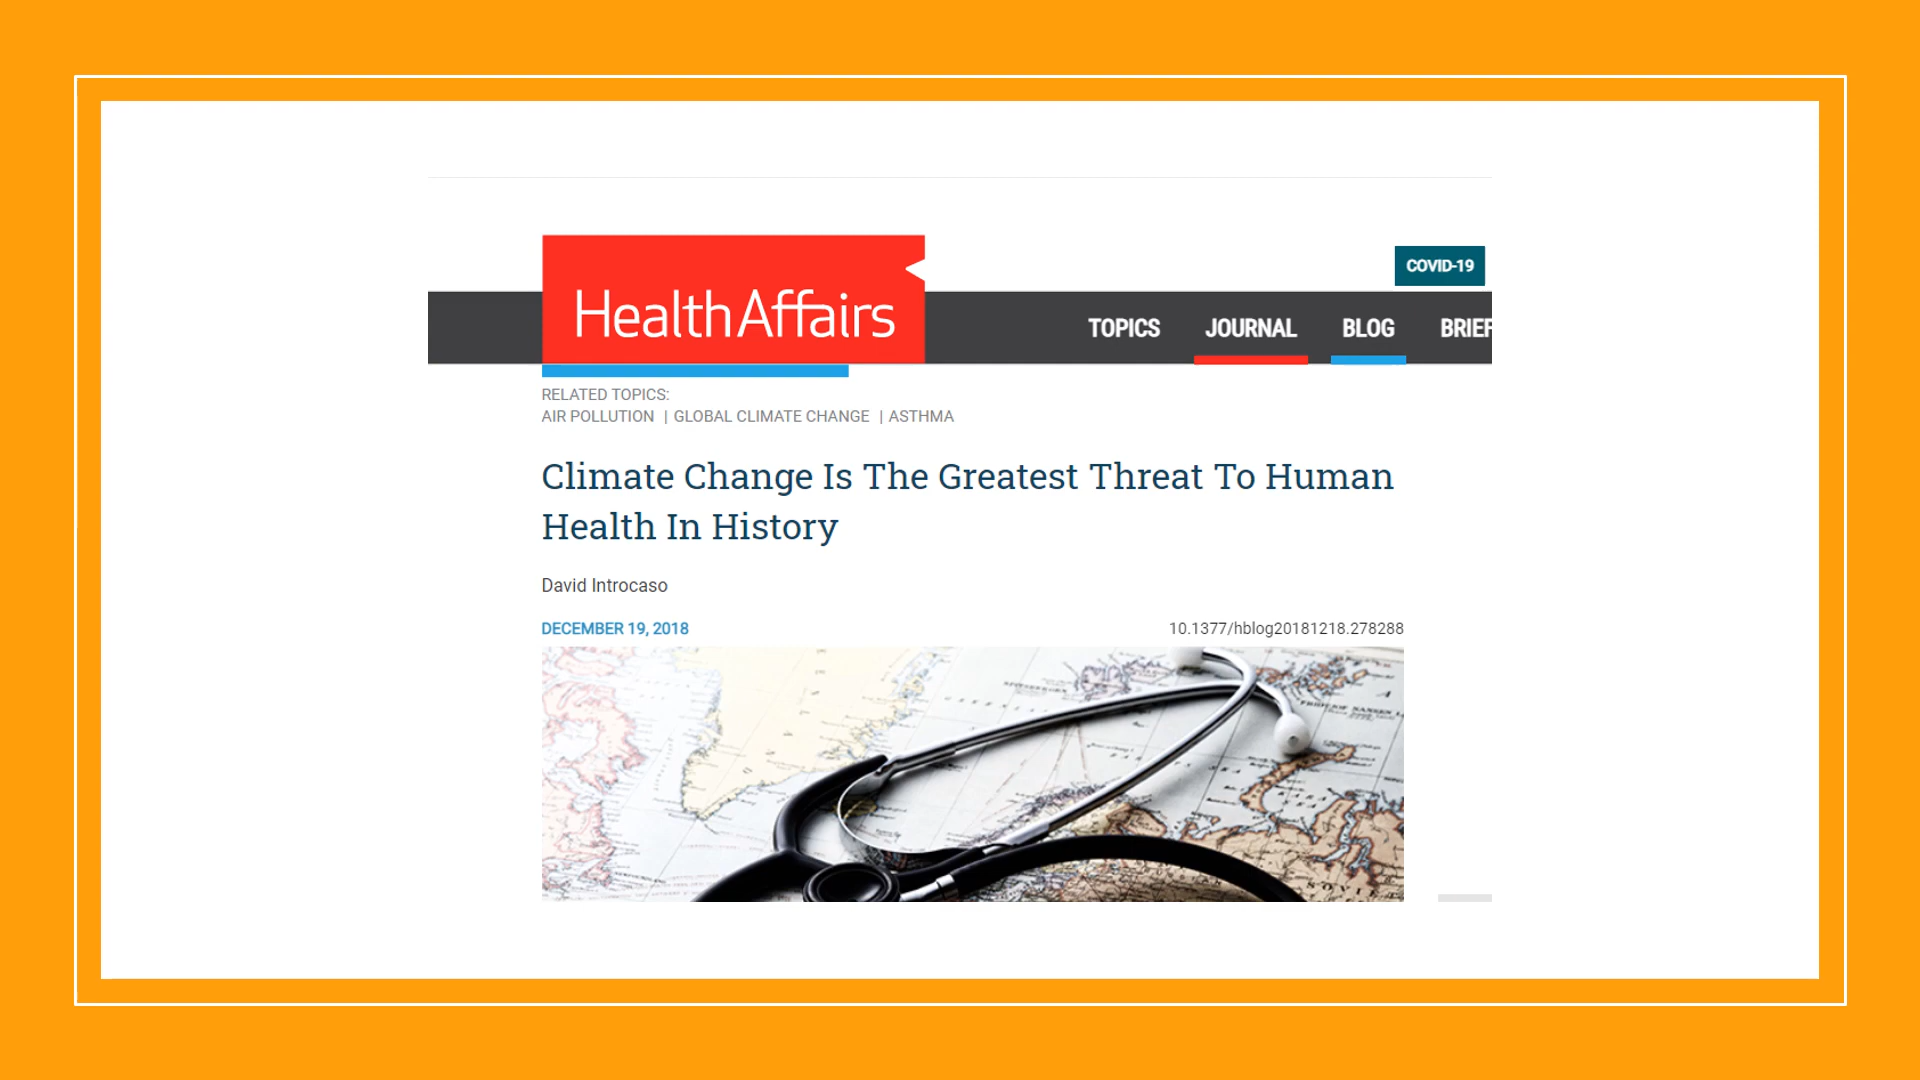 COVID-19
HealthAffairs
TOPICS JOURNAL BLOG BRIEF
RELATED TOPICS:
AIR POLLUTION | GLOBAL CLIMATE CHANGE | ASTHMA
Climate Change Is The Greatest Threat To Human
Health In History
David Introcaso
DECEMBER 19, 2018 10.1377/hblog20181218.278288